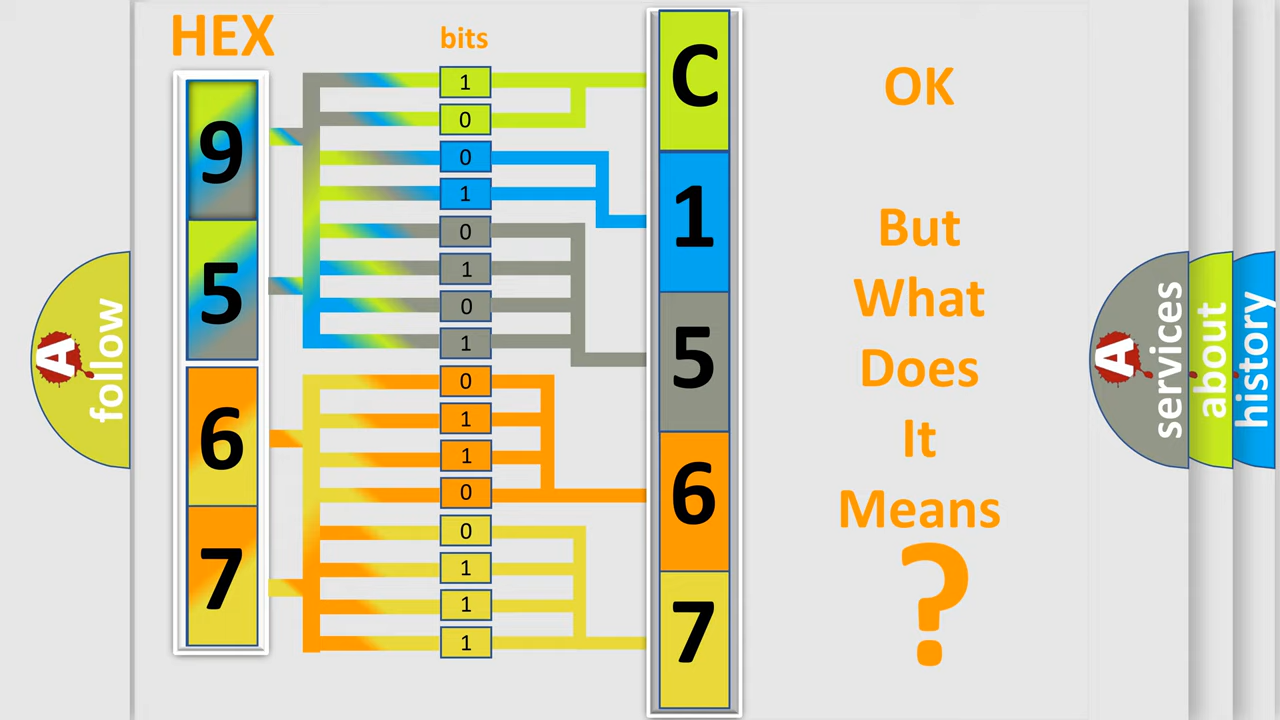 HEX
bits
9
5
6
7
1
0
0
1
0
1
0
1
0
1
1
0
0
1
1
1
C
1
5
6
7
OK
But
What
Does
It
Means
?
A
follow
A
services
about
history